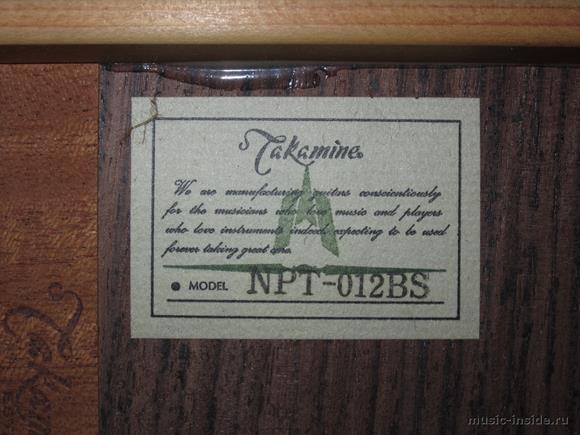 Takamine
We are manufacturing guitars conscientiously
for the musicians who love music and players
who love instruments indeed, expecting to be used
forever taking great care.
MODEL NPT-012BS
music-inside.ru